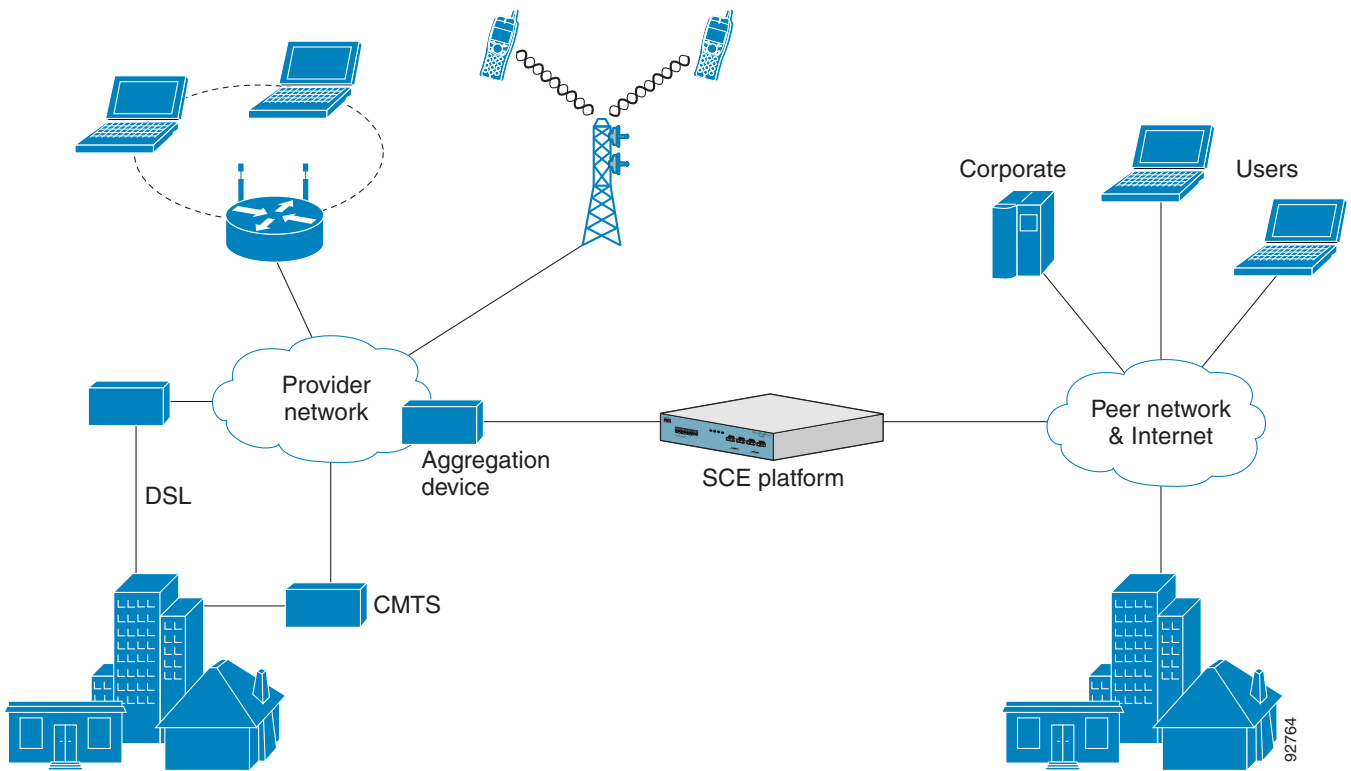 Corporate
Users
Provider
network
Peer network
& Internet
Aggregation
device
SCE platform
DSL
CMTS
92764